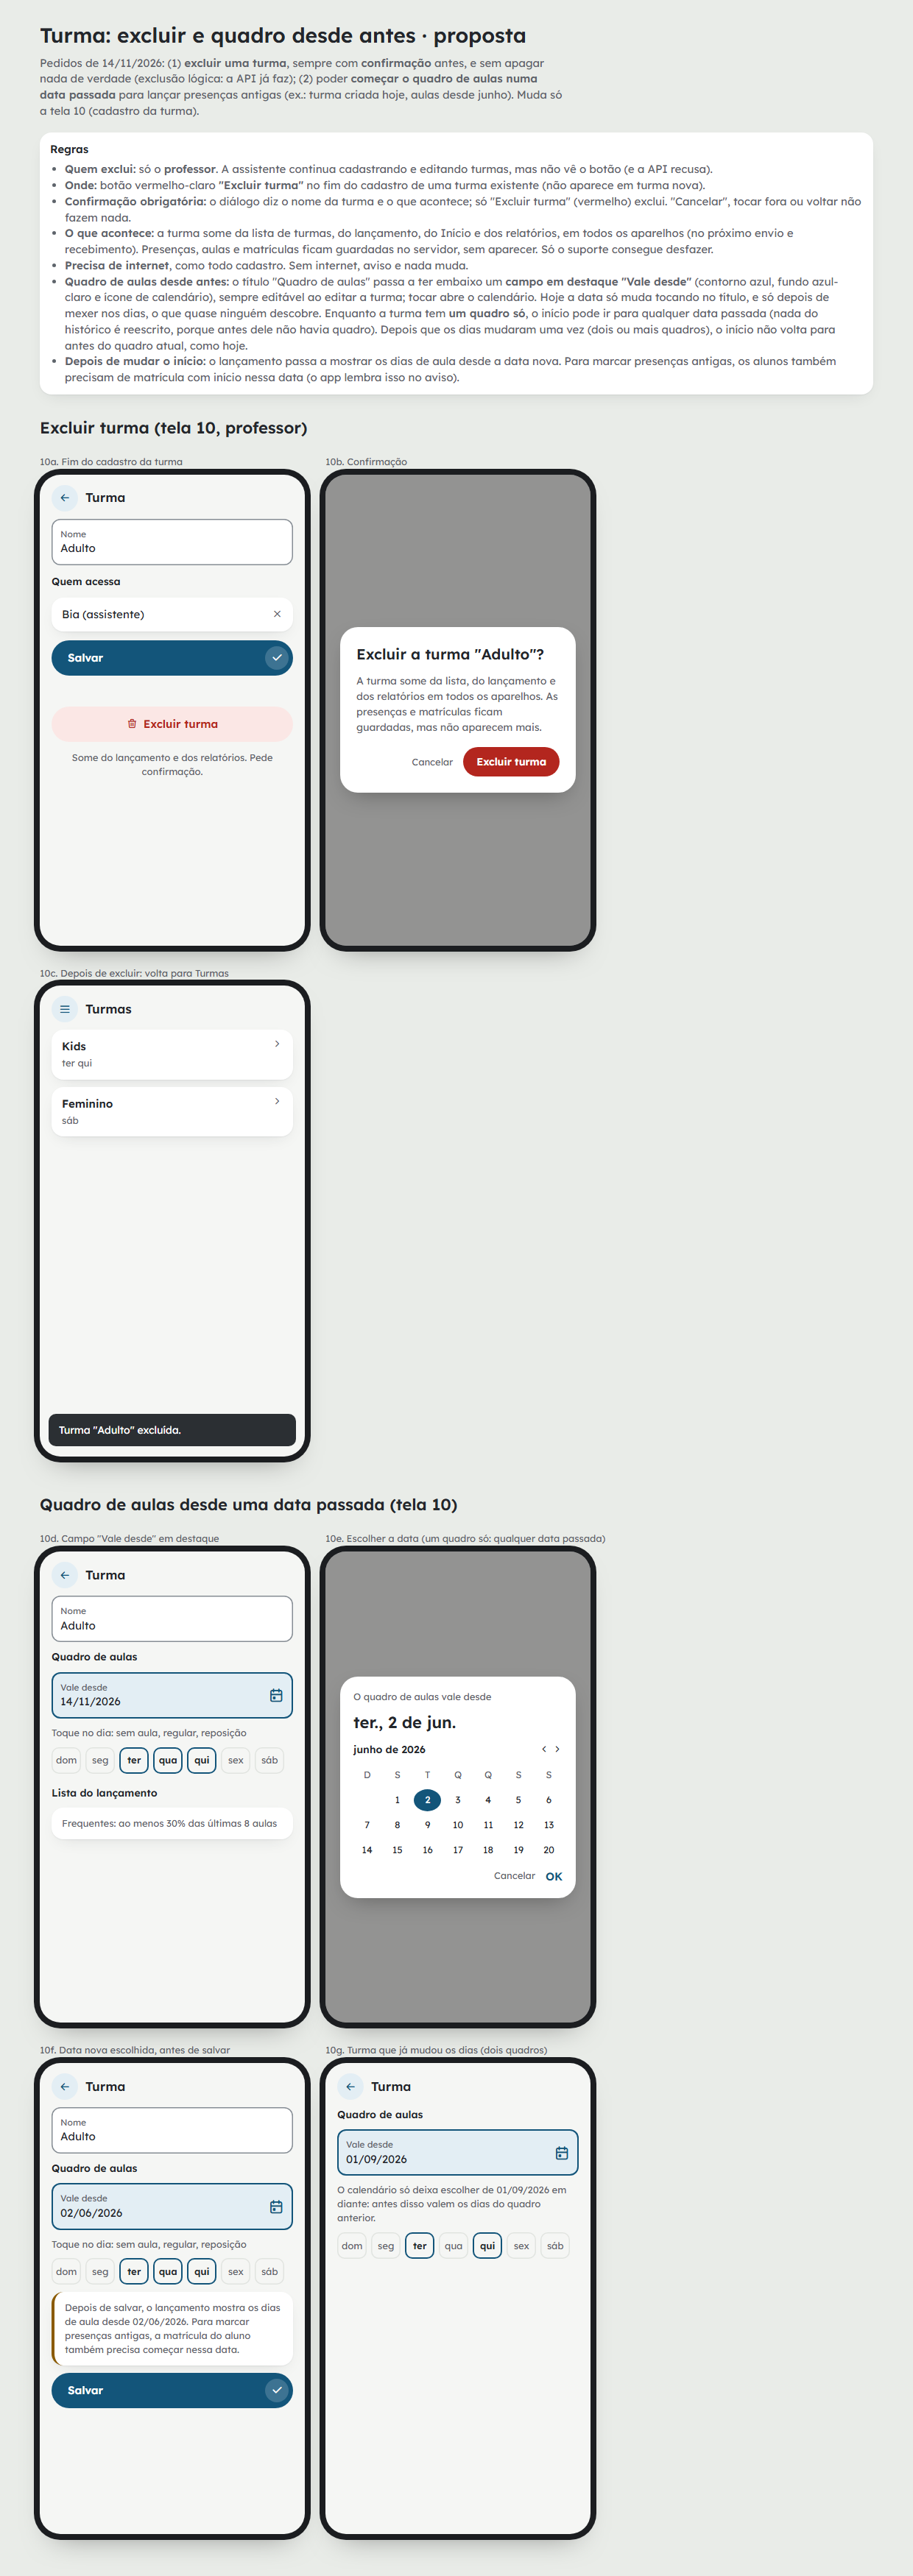 Turma: excluir e quadro desde antes · proposta
Pedidos de 14/11/2026: (1) excluir uma turma, sempre com confirmação antes, e sem apagar
nada de verdade (exclusão lógica: a API já faz); (2) poder começar o quadro de aulas numa
data passada para lançar presenças antigas (ex.: turma criada hoje, aulas desde junho). Muda só
a tela 10 (cadastro da turma).
Regras
• Quem exclui: só o professor. A assistente continua cadastrando e editando turmas, mas não vê o botão (e a API recusa).
• Onde: botão vermelho-claro "Excluir turma" no fim do cadastro de uma turma existente (não aparece em turma nova).
• Confirmação obrigatória: o diálogo diz o nome da turma e o que acontece; só "Excluir turma" (vermelho) exclui. "Cancelar", tocar fora ou voltar não
fazem nada.
• O que acontece: a turma some da lista de turmas, do lançamento, do Início e dos relatórios, em todos os aparelhos (no próximo envio e
recebimento). Presenças, aulas e matrículas ficam guardadas no servidor, sem aparecer. Só o suporte consegue desfazer.
• Precisa de internet, como todo cadastro. Sem internet, aviso e nada muda.
• Quadro de aulas desde antes: o título "Quadro de aulas" passa a ter embaixo um campo em destaque "Vale desde" (contorno azul, fundo azul-
claro e ícone de calendário), sempre editável ao editar a turma; tocar abre o calendário. Hoje a data só muda tocando no título, e só depois de
mexer nos dias, o que quase ninguém descobre. Enquanto a turma tem um quadro só, o início pode ir para qualquer data passada (nada do
histórico é reescrito, porque antes dele não havia quadro). Depois que os dias mudaram uma vez (dois ou mais quadros), o início não volta para
antes do quadro atual, como hoje.
• Depois de mudar o início: o lançamento passa a mostrar os dias de aula desde a data nova. Para marcar presenças antigas, os alunos também
precisam de matrícula com início nessa data (o app lembra isso no aviso).
Excluir turma (tela 10, professor)
10a. Fim do cadastro da turma
Turma
Nome
Adulto
Quem acessa
Bia (assistente)
Salvar
Excluir turma
Some do lançamento e dos relatórios. Pede
confirmação.
10b. Confirmação
Excluir a turma "Adulto"?
A turma some da lista, do lançamento e
dos relatórios em todos os aparelhos. As
presenças e matrículas ficam
guardadas, mas não aparecem mais.
Cancelar Excluir turma
10c. Depois de excluir: volta para Turmas
Turmas
Kids
ter qui
Feminino
sáb
Turma "Adulto" excluída.
Quadro de aulas desde uma data passada (tela 10)
10d. Campo "Vale desde" em destaque
Turma
Nome
Adulto
Quadro de aulas
Vale desde
14/11/2026
Toque no dia: sem aula, regular, reposição
dom seg ter qua qui sex sáb
Lista do lançamento
Frequentes: ao menos 30% das últimas 8 aulas
10e. Escolher a data (um quadro só: qualquer data passada)
O quadro de aulas vale desde
ter., 2 de jun.
junho de 2026
D S T Q Q S S
1 2 3 4 5 6
7 8 9 10 11 12 13
14 15 16 17 18 19 20
Cancelar OK
10f. Data nova escolhida, antes de salvar
Turma
Nome
Adulto
Quadro de aulas
Vale desde
02/06/2026
Toque no dia: sem aula, regular, reposição
dom seg ter qua qui sex sáb
Depois de salvar, o lançamento mostra os dias
de aula desde 02/06/2026. Para marcar
presenças antigas, a matrícula do aluno
também precisa começar nessa data.
Salvar
10g. Turma que já mudou os dias (dois quadros)
Turma
Quadro de aulas
Vale desde
01/09/2026
O calendário só deixa escolher de 01/09/2026 em
diante: antes disso valem os dias do quadro
anterior.
dom seg ter qua qui sex sáb